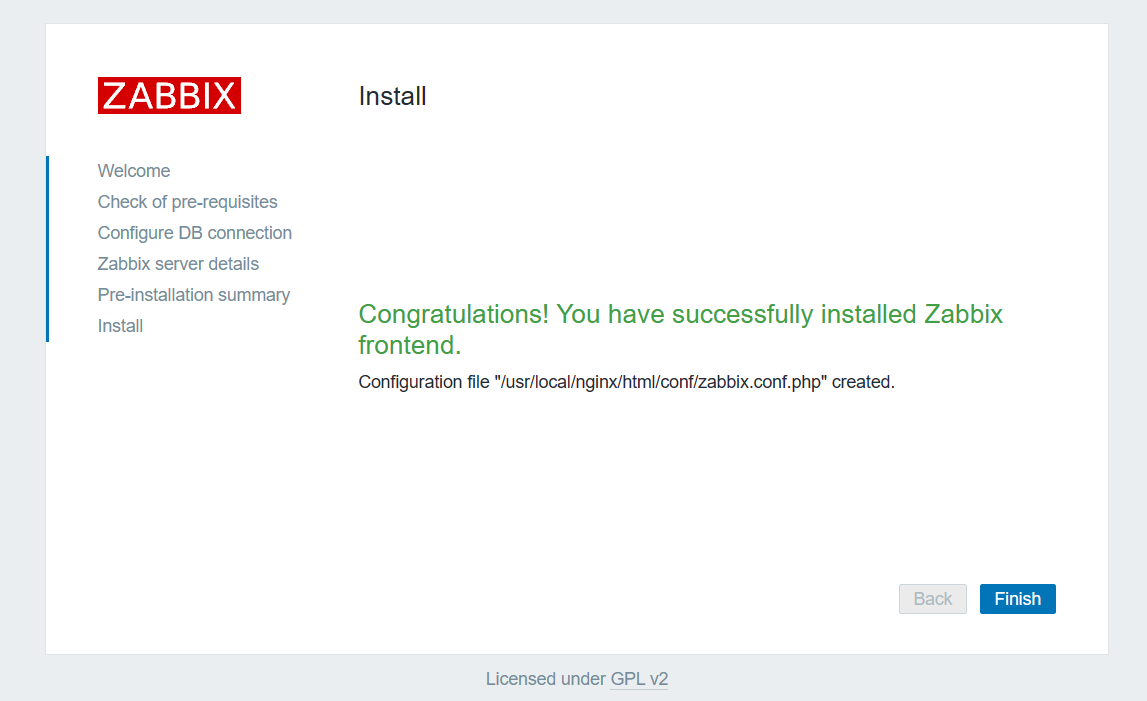 ZABBIX
Install
Welcome
Check of pre-requisites
Configure DB connection
Zabbix server details
Pre-installation summary
Install
Congratulations! You have successfully installed Zabbix
frontend.
Configuration file "/usr/local/nginx/html/conf/zabbix.conf.php" created.
Back
Finish
Licensed under GPL v2